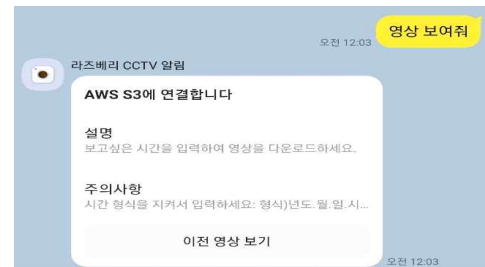 영상 보여줘
오전 12:03
라즈베리 CCTV 알림
AWS S3에 연결합니다
설명
보고싶은 시간을 입력하여 영상을 다운로드하세요.
주의사항
시간 형식을 지켜서 입력하세요: 형식)년도.월.일.시...
이전 영상 보기
오전 12:03